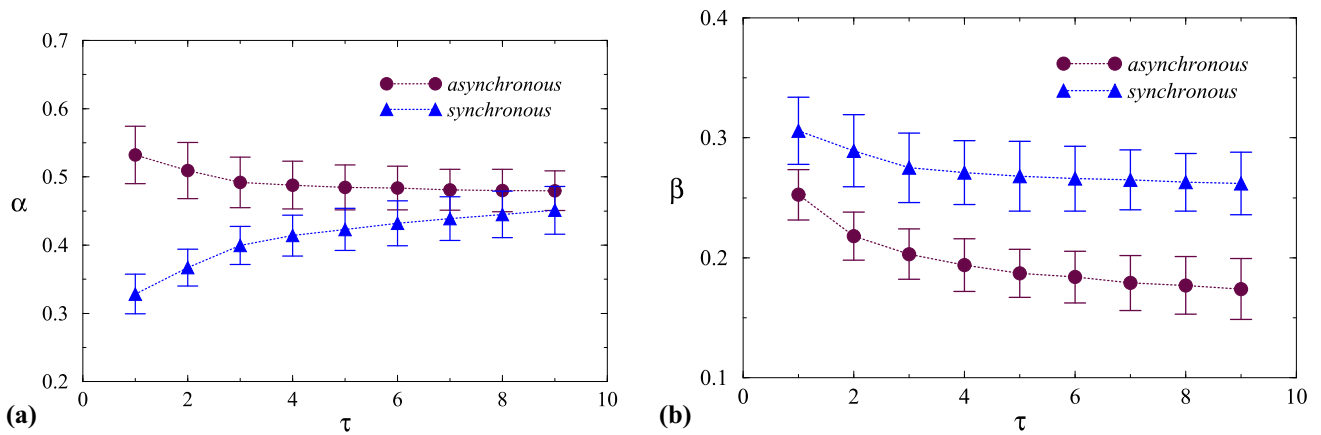 0.7
0.6
0.5
0.4
0.3
0.2
α
0 2 4 6 8 10
τ
asynchronous
synchronous
(a)
0.4
0.3
0.2
0.1
β
0 2 4 6 8 10
τ
asynchronous
synchronous
(b)